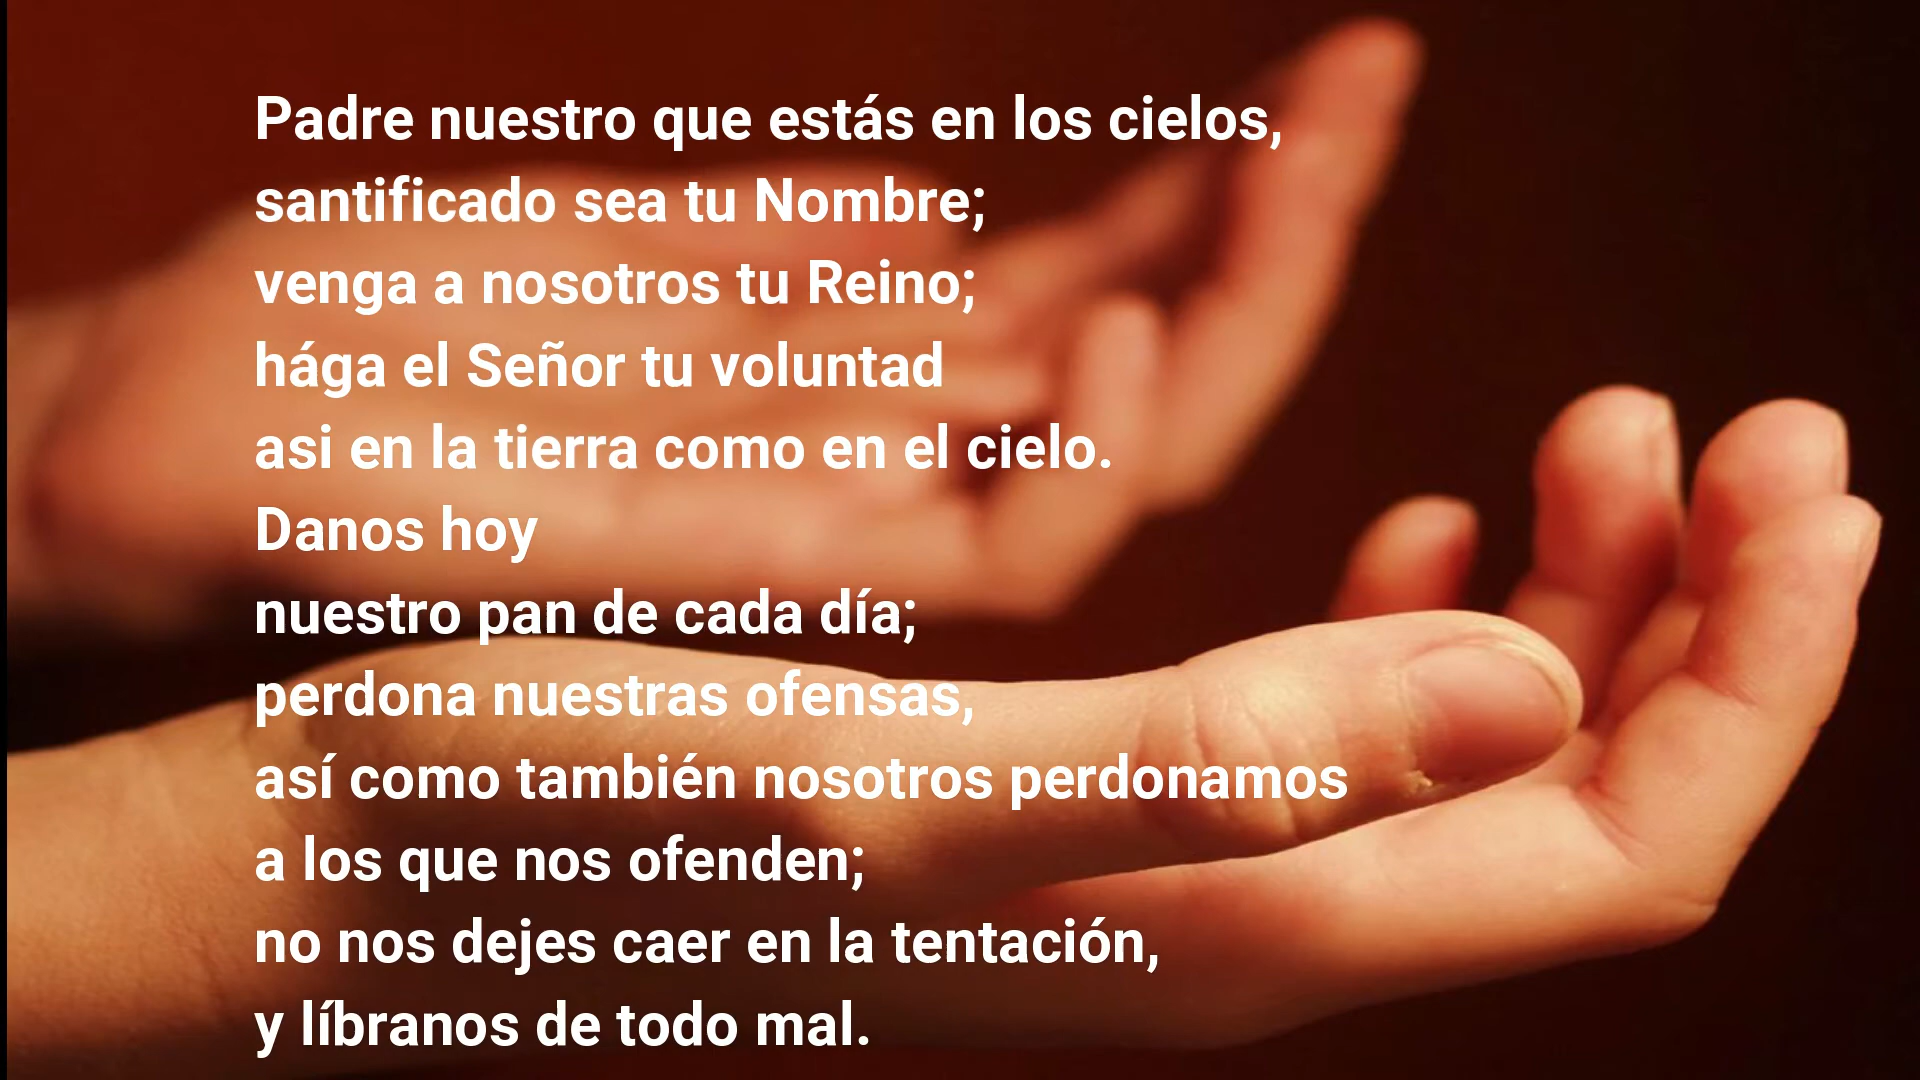 Padre nuestro que estás en los cielos,
santificado sea tu Nombre;
venga a nosotros tu Reino;
hága el Señor tu voluntad
asi en la tierra como en el cielo.
Danos hoy
nuestro pan de cada día;
perdona nuestras ofensas,
así como también nosotros perdonamos
a los que nos ofenden;
no nos dejes caer en la tentación,
y líbranos de todo mal.